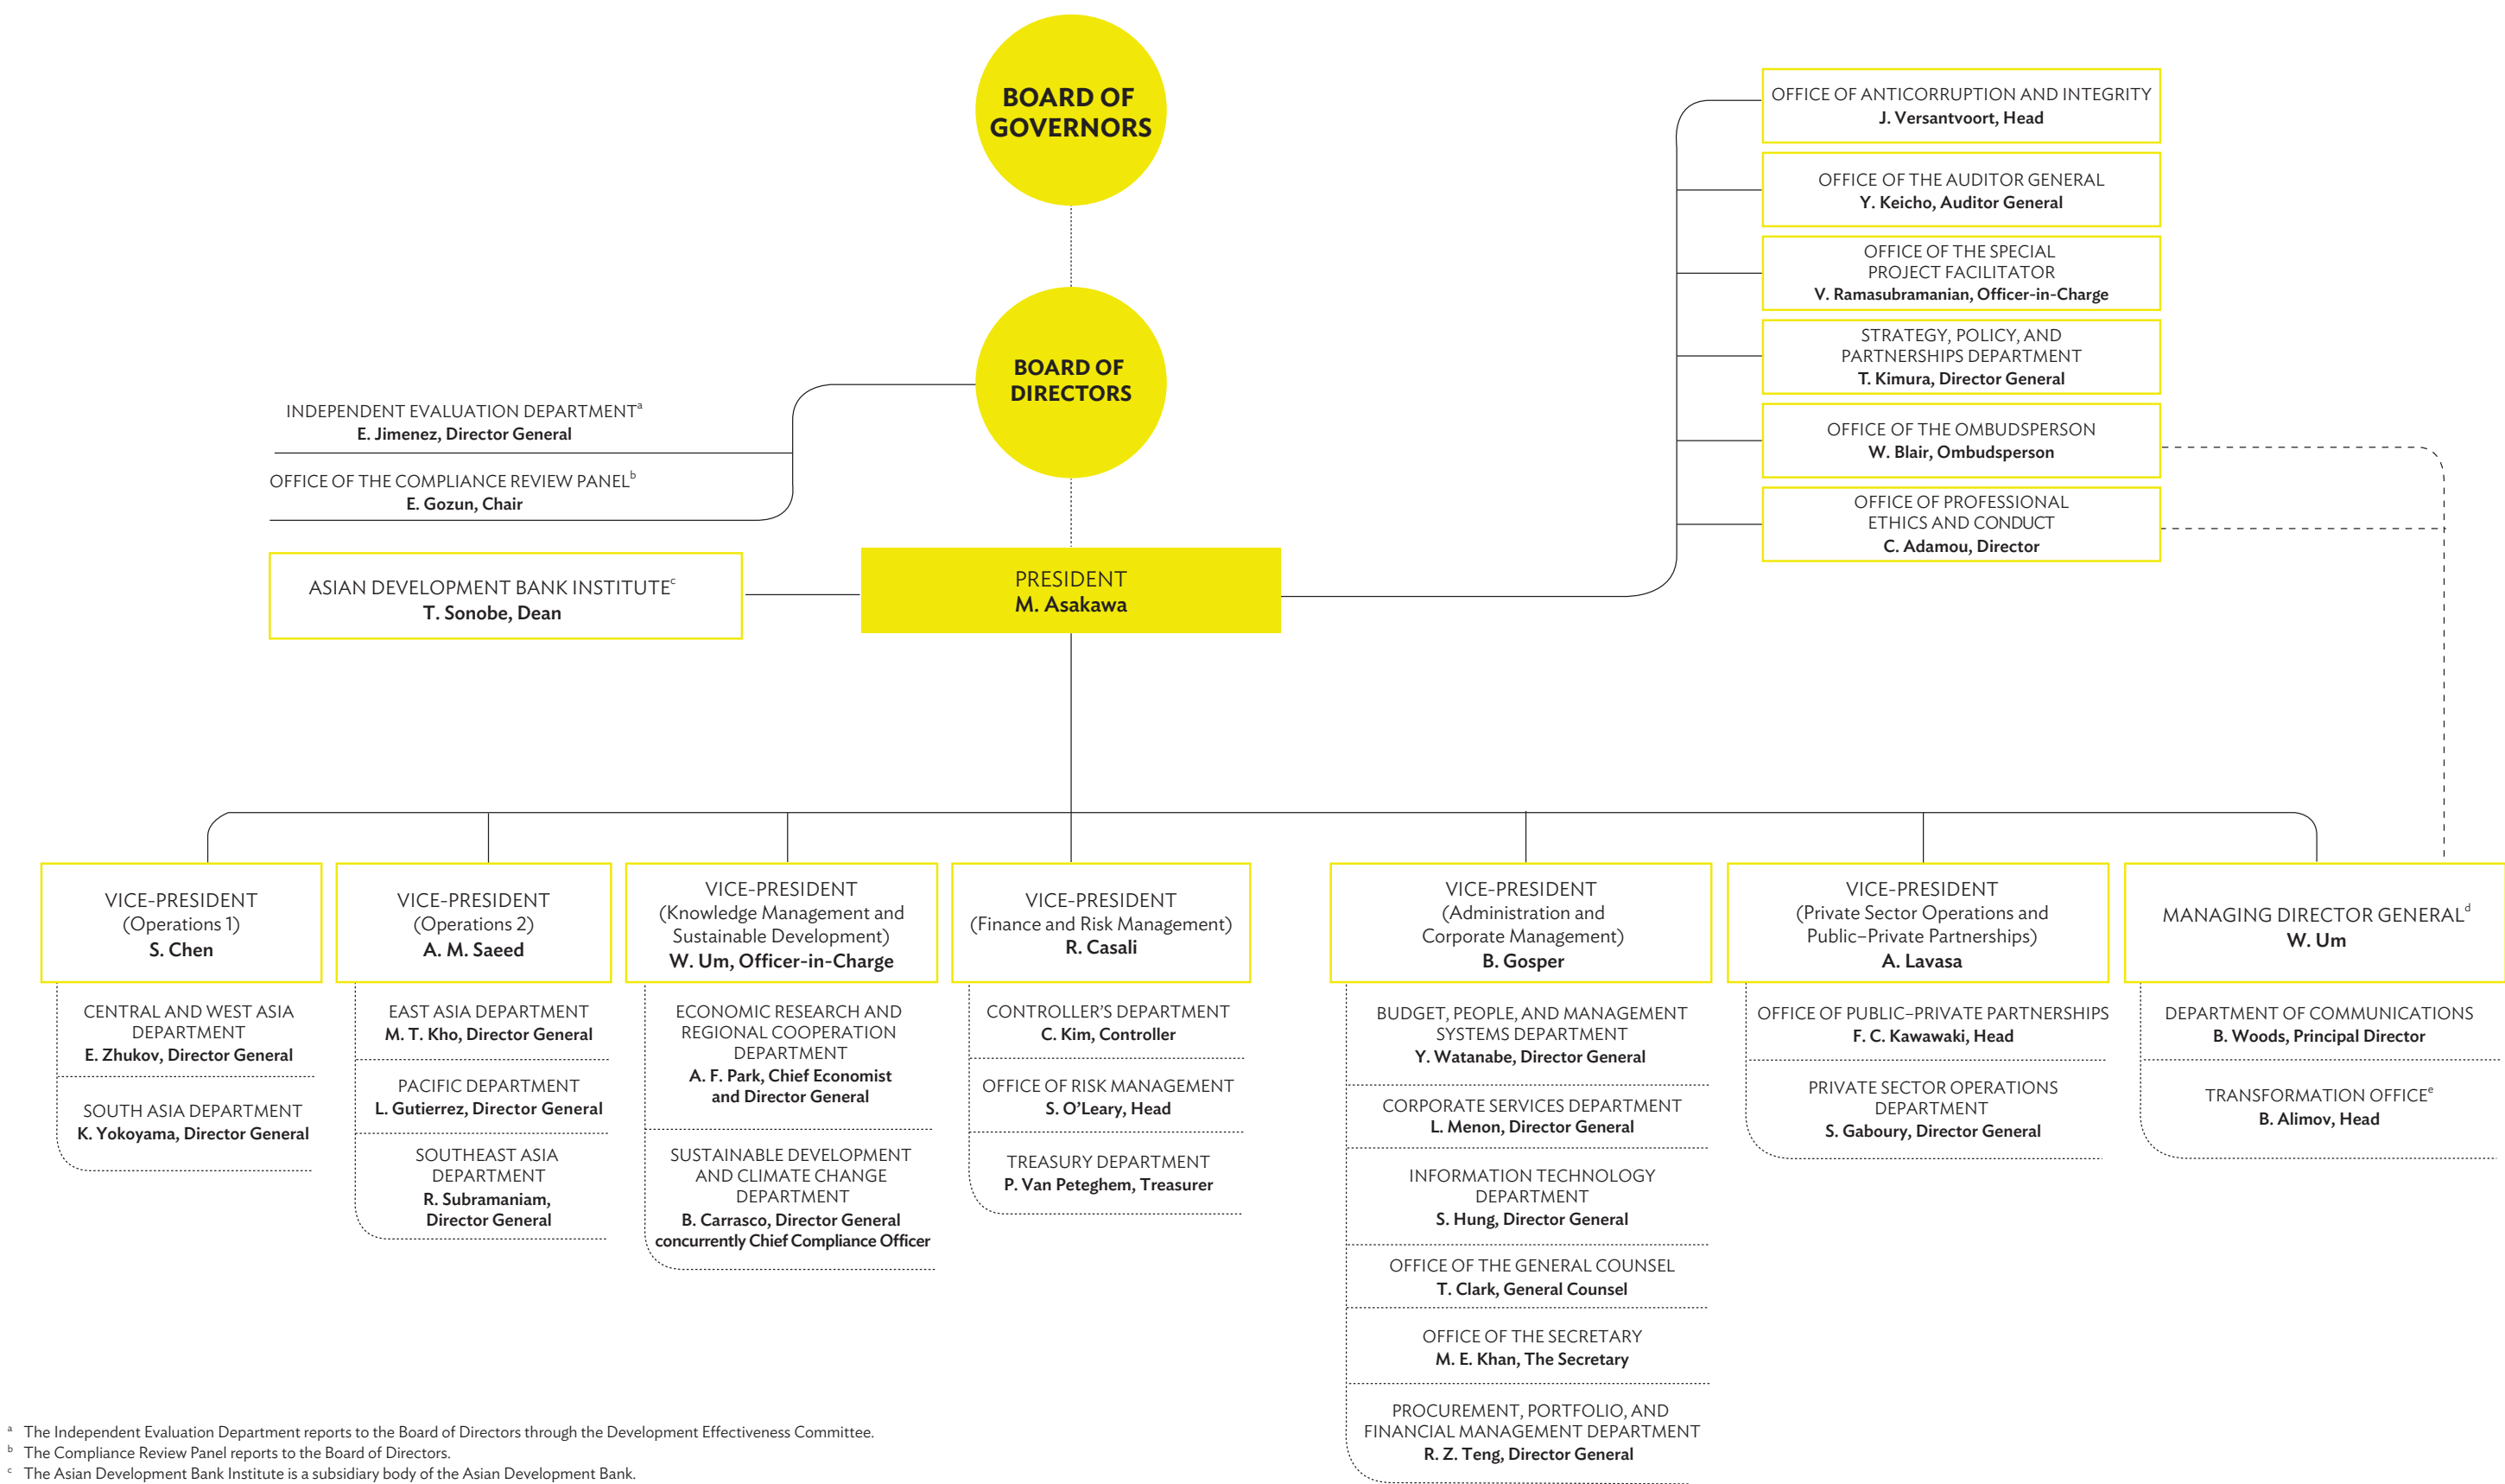 BOARD OF
GOVERNORS
BOARD OF
DIRECTORS
INDEPENDENT EVALUATION DEPARTMENTᵃ
E. Jimenez, Director General
OFFICE OF THE COMPLIANCE REVIEW PANELᵇ
E. Gozun, Chair
ASIAN DEVELOPMENT BANK INSTITUTEᶜ
T. Sonobe, Dean
PRESIDENT
M. Asakawa
OFFICE OF ANTICORRUPTION AND INTEGRITY
J. Versantvoort, Head
OFFICE OF THE AUDITOR GENERAL
Y. Keicho, Auditor General
OFFICE OF THE SPECIAL
PROJECT FACILITATOR
V. Ramasubramanian, Officer-in-Charge
STRATEGY, POLICY, AND
PARTNERSHIPS DEPARTMENT
T. Kimura, Director General
OFFICE OF THE OMBUDSPERSON
W. Blair, Ombudsperson
OFFICE OF PROFESSIONAL
ETHICS AND CONDUCT
C. Adamou, Director
VICE-PRESIDENT
(Operations 1)
S. Chen
CENTRAL AND WEST ASIA
DEPARTMENT
E. Zhukov, Director General
SOUTH ASIA DEPARTMENT
K. Yokoyama, Director General
VICE-PRESIDENT
(Operations 2)
A. M. Saeed
EAST ASIA DEPARTMENT
M. T. Kho, Director General
PACIFIC DEPARTMENT
L. Gutierrez, Director General
SOUTHEAST ASIA
DEPARTMENT
R. Subramaniam,
Director General
VICE-PRESIDENT
(Knowledge Management and
Sustainable Development)
W. Um, Officer-in-Charge
ECONOMIC RESEARCH AND
REGIONAL COOPERATION
DEPARTMENT
A. F. Park, Chief Economist
and Director General
SUSTAINABLE DEVELOPMENT
AND CLIMATE CHANGE
DEPARTMENT
B. Carrasco, Director General
concurrently Chief Compliance Officer
VICE-PRESIDENT
(Finance and Risk Management)
R. Casali
CONTROLLER'S DEPARTMENT
C. Kim, Controller
OFFICE OF RISK MANAGEMENT
S. O'Leary, Head
TREASURY DEPARTMENT
P. Van Peteghem, Treasurer
VICE-PRESIDENT
(Administration and
Corporate Management)
B. Gosper
BUDGET, PEOPLE, AND MANAGEMENT
SYSTEMS DEPARTMENT
Y. Watanabe, Director General
CORPORATE SERVICES DEPARTMENT
L. Menon, Director General
INFORMATION TECHNOLOGY
DEPARTMENT
S. Hung, Director General
OFFICE OF THE GENERAL COUNSEL
T. Clark, General Counsel
OFFICE OF THE SECRETARY
M. E. Khan, The Secretary
PROCUREMENT, PORTFOLIO, AND
FINANCIAL MANAGEMENT DEPARTMENT
R. Z. Teng, Director General
VICE-PRESIDENT
(Private Sector Operations and
Public–Private Partnerships)
A. Lavasa
OFFICE OF PUBLIC–PRIVATE PARTNERSHIPS
F. C. Kawawaki, Head
PRIVATE SECTOR OPERATIONS
DEPARTMENT
S. Gaboury, Director General
MANAGING DIRECTOR GENERALᵈ
W. Um
DEPARTMENT OF COMMUNICATIONS
B. Woods, Principal Director
TRANSFORMATION OFFICEᵉ
B. Alimov, Head
ᵃ The Independent Evaluation Department reports to the Board of Directors through the Development Effectiveness Committee.
ᵇ The Compliance Review Panel reports to the Board of Directors.
ᶜ The Asian Development Bank Institute is a subsidiary body of the Asian Development Bank.